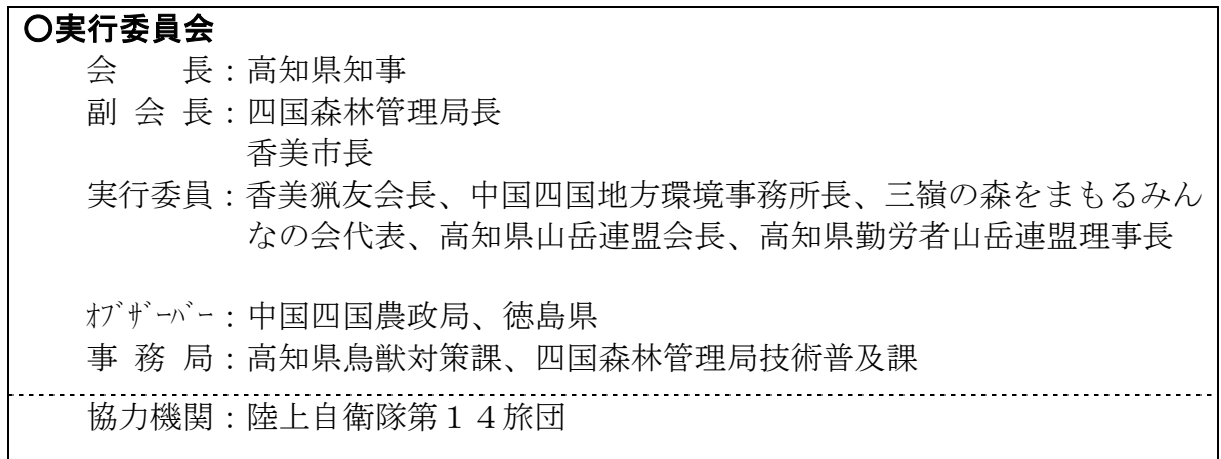 〇実行委員会
会　　長：高知県知事
副 会 長：四国森林管理局長
香美市長
実行委員：香美猟友会長、中国四国地方環境事務所長、三嶺の森をまもるみん
なの会代表、高知県山岳連盟会長、高知県勤労者山岳連盟理事長
ｵﾌﾞｻﾞｰﾊﾞｰ：中国四国農政局、徳島県
事 務 局：高知県鳥獣対策課、四国森林管理局技術普及課
協力機関：陸上自衛隊第１４旅団